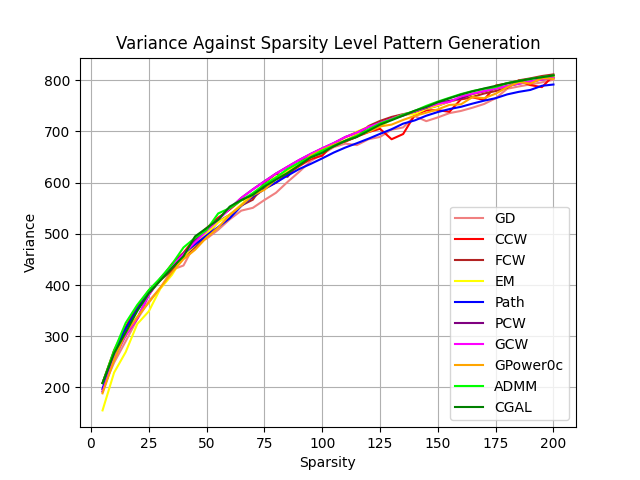 Variance Against Sparsity Level Pattern Generation
800
700
600
500
400
300
200
Variance
0
25
50
75
100
125
150
175
200
Sparsity
GD
CCW
FCW
EM
Path
PCW
GCW
GPower0c
ADMM
CGAL